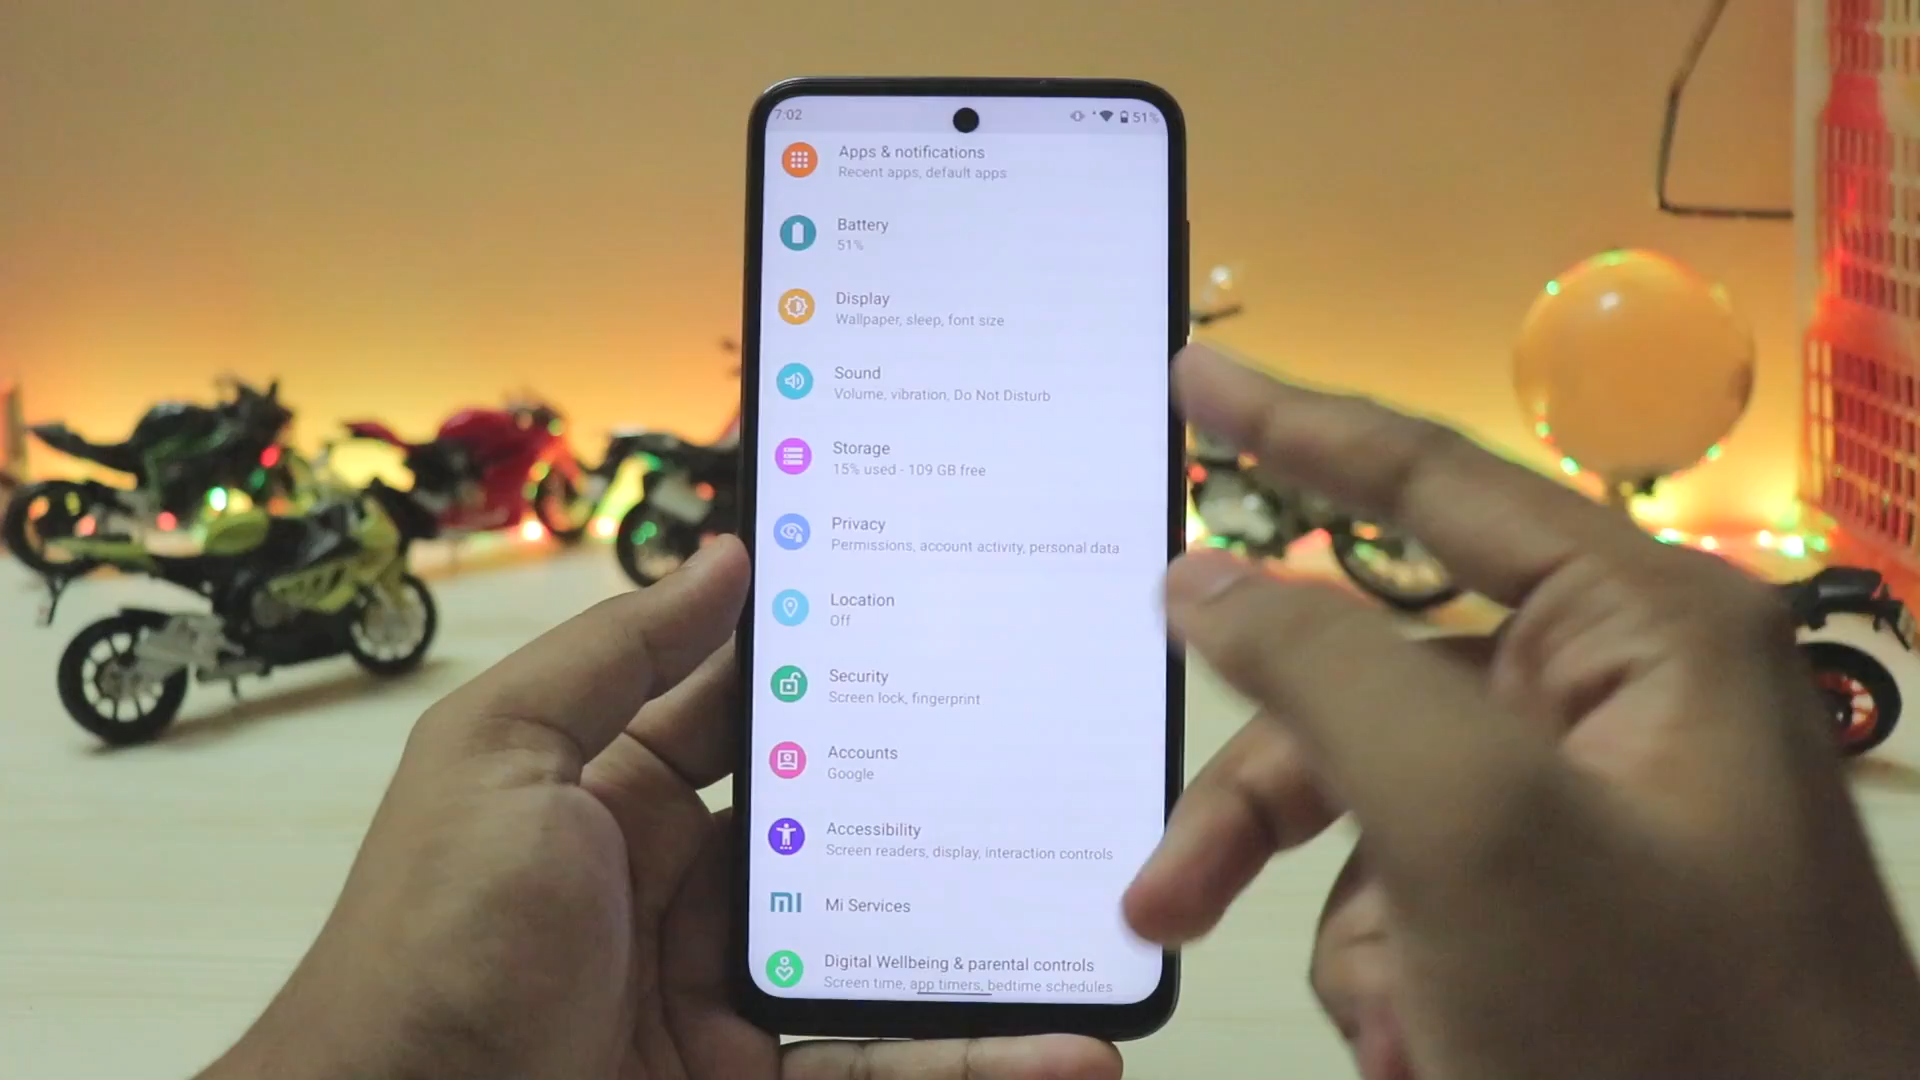 7:02
51%
Apps & notifications
Recent apps, default apps
Battery
51%
Display
Wallpaper, sleep, font size
Sound
Volume, vibration, Do Not Disturb
Storage
15% used - 109 GB free
Privacy
Permissions, account activity, personal data
Location
Off
Security
Screen lock, fingerprint
Accounts
Google
Accessibility
Screen readers, display, interaction controls
MI
Mi Services
Digital Wellbeing & parental controls
Screen time, app timers, bedtime schedules